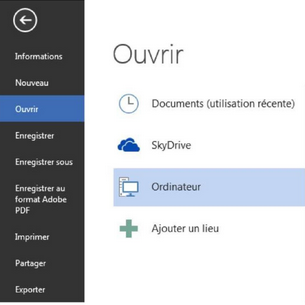 Informations
Nouveau
Ouvrir
Enregistrer
Enregistrer sous
Enregistrer au
format Adobe
PDF
Imprimer
Partager
Exporter
Ouvrir
Documents (utilisation récente)
SkyDrive
Ordinateur
Ajouter un lieu